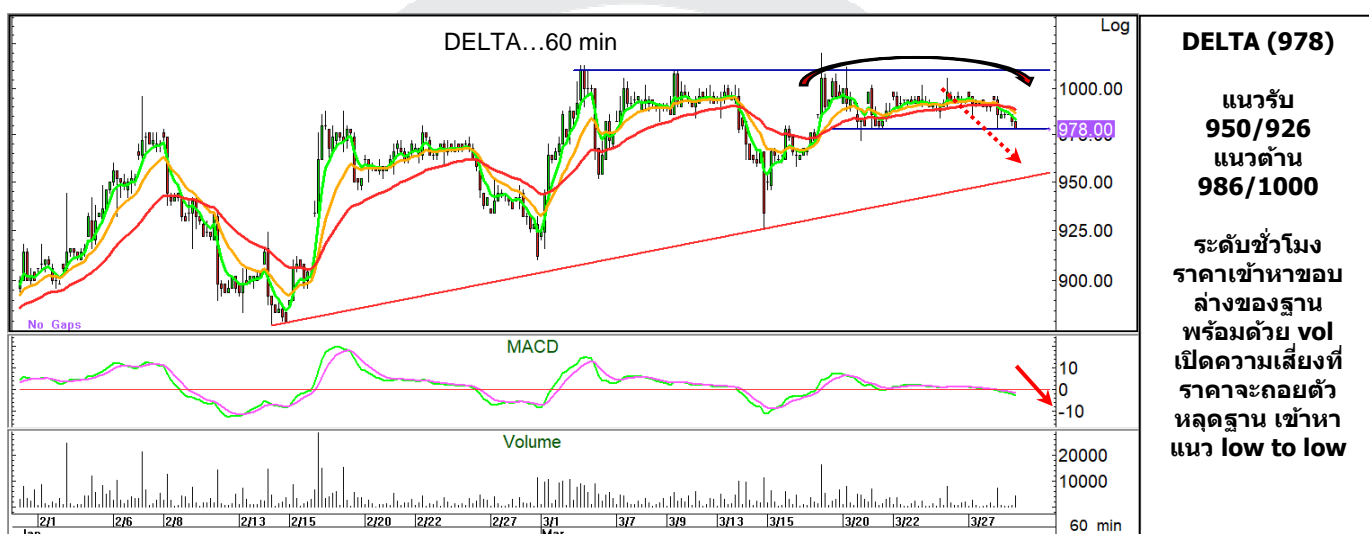 DELTA...60 min
Log
1000.00
978.00
950.00
925.00
900.00
No Gaps
MACD
10
0
-10
Volume
20000
10000
2/1 2/6 2/8 2/13 2/15 2/20 2/22 2/27 3/1 3/7 3/9 3/13 3/15 3/20 3/22 3/27
Mar
60 min
DELTA (978)
แนวรับ
950/926
แนวต้าน
986/1000
ระดับชั่วโมง
ราคาเข้าหาขอบ
ล่างของฐาน
พร้อมด้วย vol
เปิดความเสี่ยงที่
ราคาจะถอยตัว
หลุดฐาน เข้าหา
แนว low to low